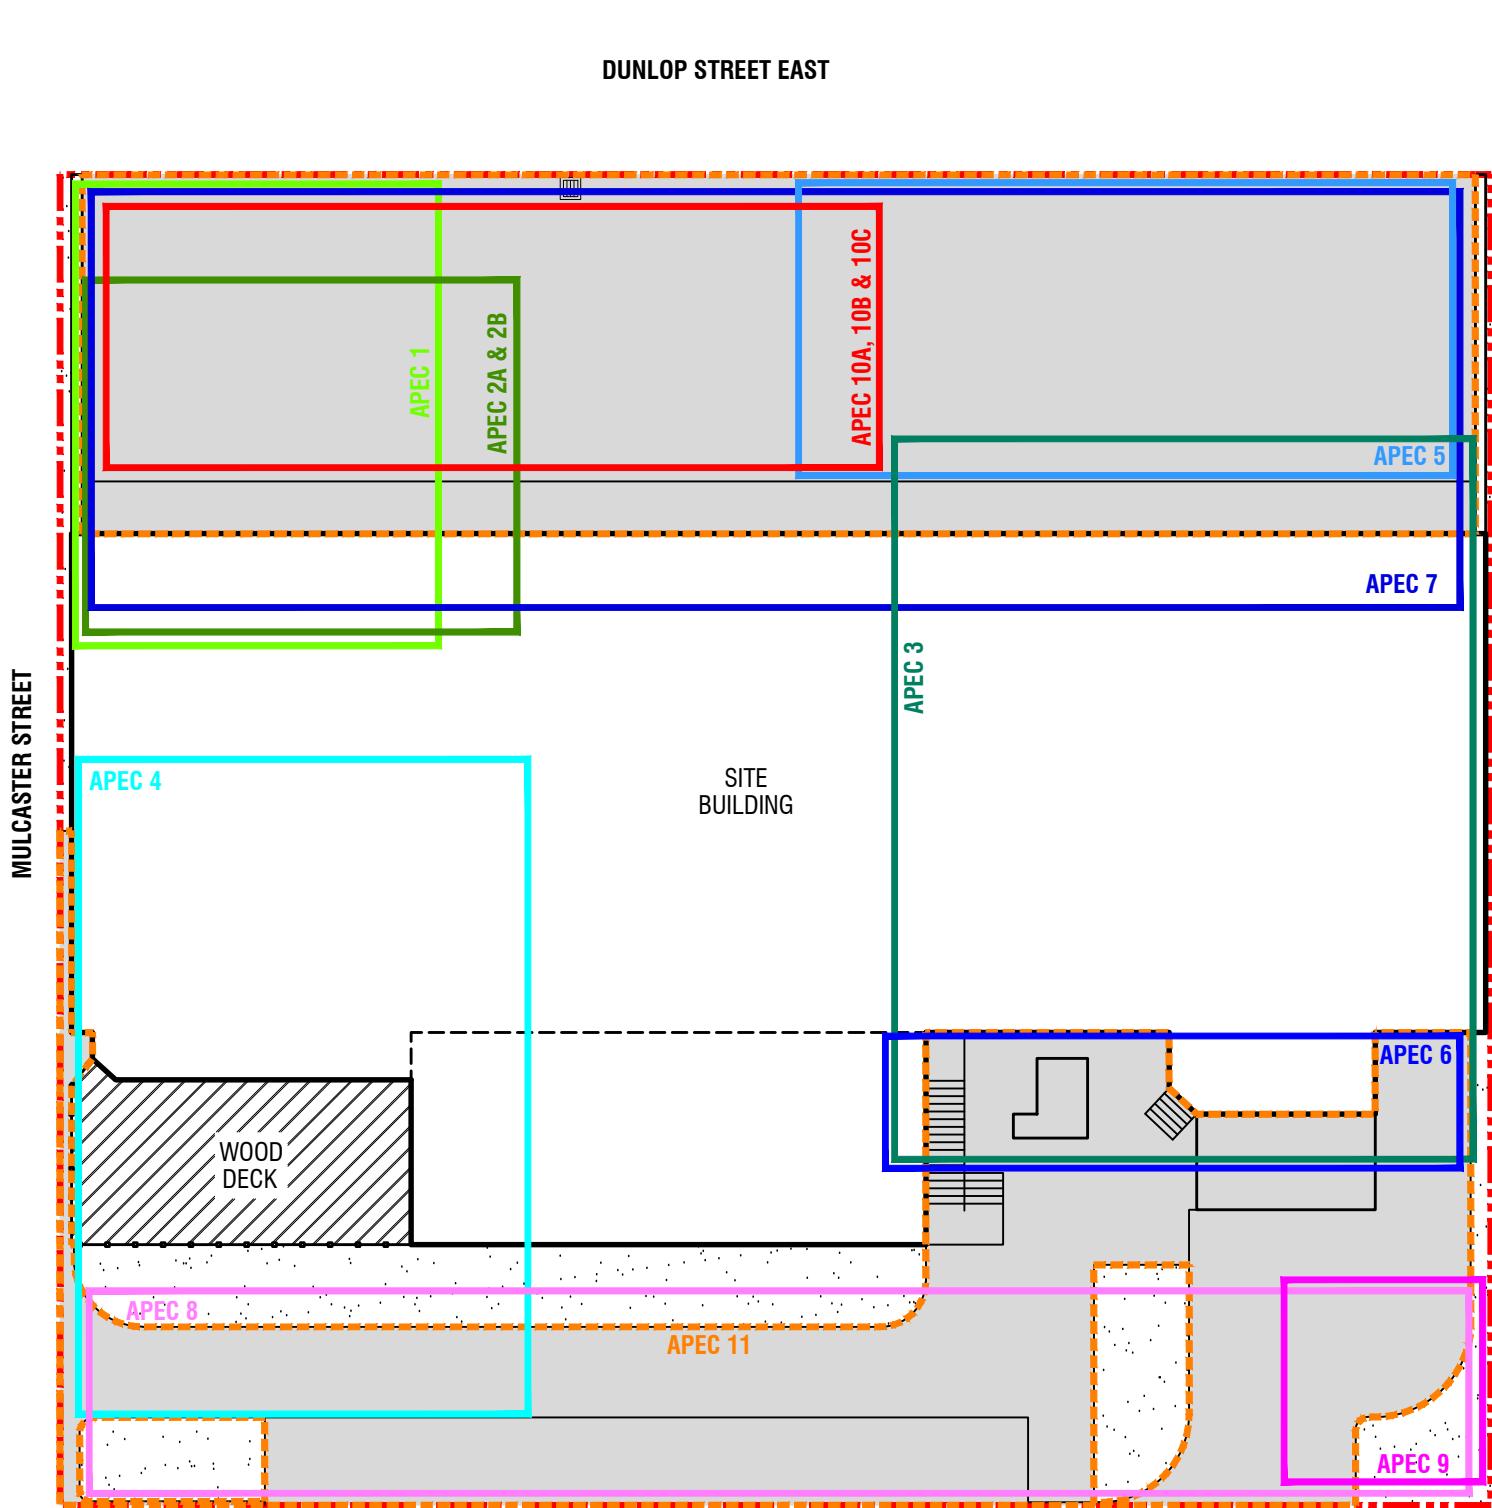 DUNLOP STREET EAST
APEC 10A, 10B & 10C
APEC 2A & 2B
APEC 1
APEC 5
APEC 7
APEC 3
MULCASTER STREET
APEC 4
SITE
BUILDING
APEC 6
WOOD
DECK
APEC 8
APEC 11
APEC 9